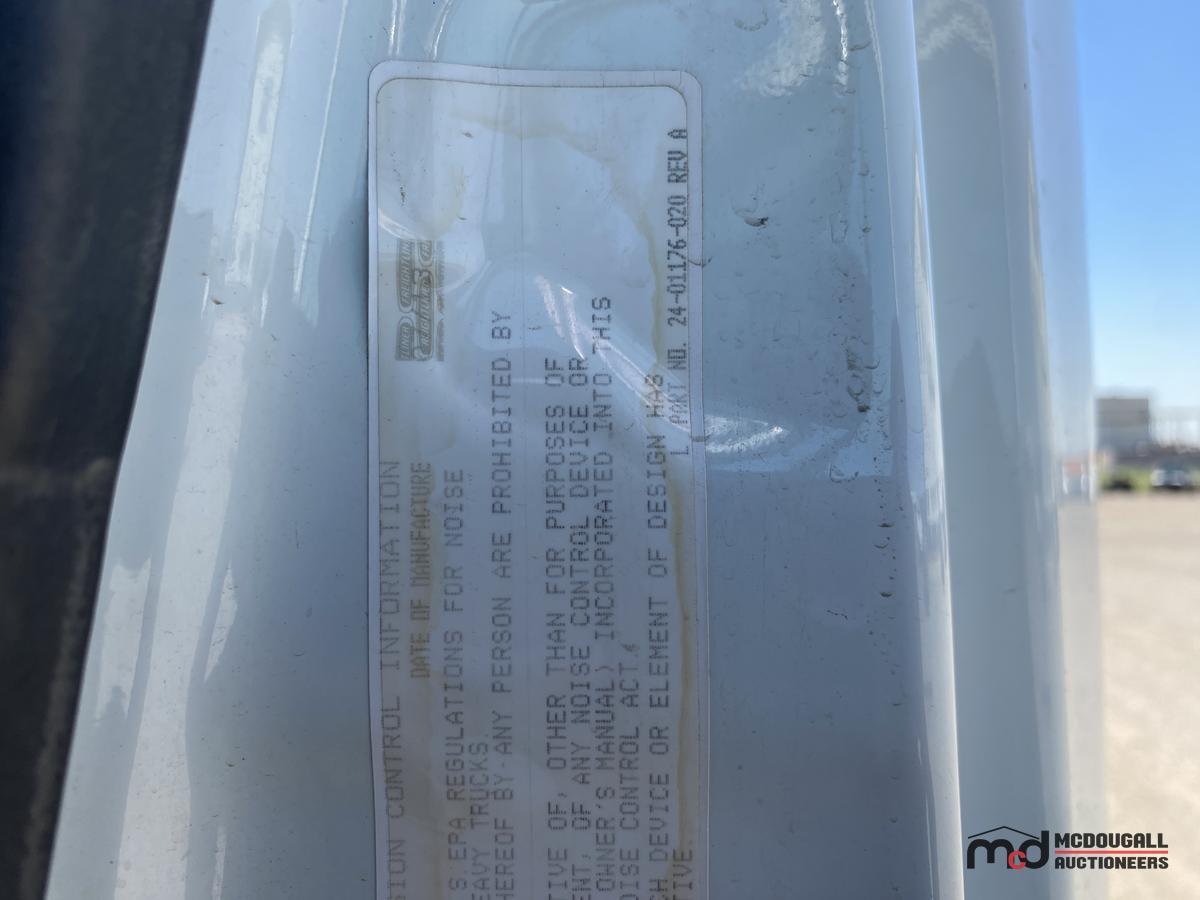 SION CONTROL INFORMATION
DATE OF MANUFACTURE
S EPA REGULATIONS FOR NOISE
EAVY TRUCKS.
HEREOF BY ANY PERSON ARE PROHIBITED BY
TIVE OF, OTHER THAN FOR PURPOSES OF
ENT, OF ANY NOISE CONTROL DEVICE OR
OWNER'S MANUAL) INCORPORATED INTO THIS
OISE CONTROL ACT.
CH DEVICE OR ELEMENT OF DESIGN HAS
TIVE
PART NO. 24-01176-020 REV A
mcd MCDOUGALL
AUCTIONEERS